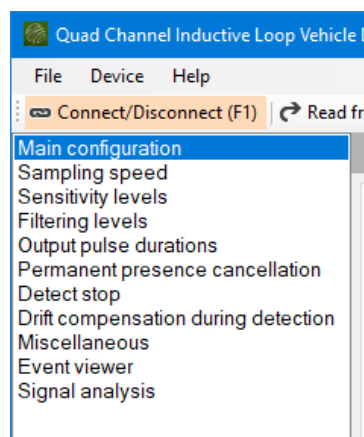 Quad Channel Inductive Loop Vehicle
File Device Help
Connect/Disconnect (F1) Read
Main configuration
Sampling speed
Sensitivity levels
Filtering levels
Output pulse durations
Permanent presence cancellation
Detect stop
Drift compensation during detection
Miscellaneous
Event viewer
Signal analysis